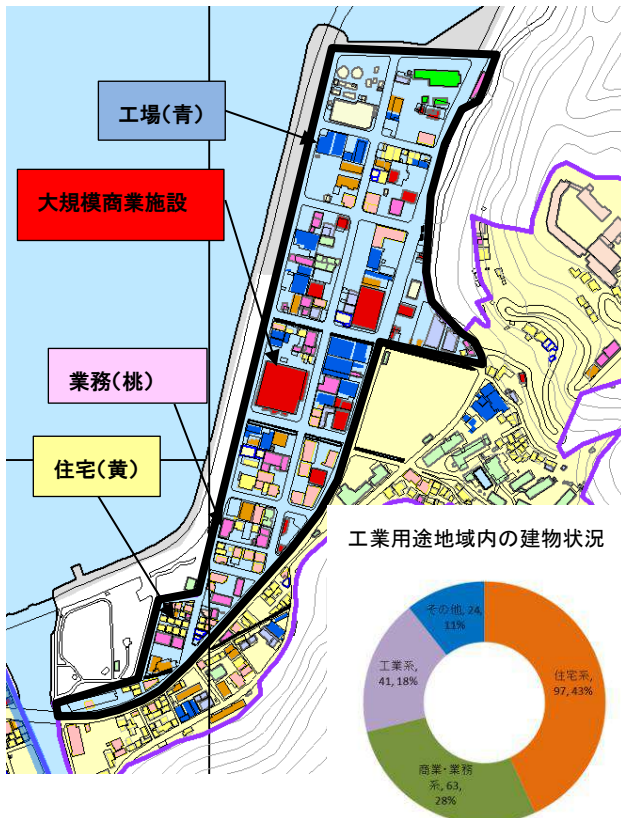 工場(青)
大規模商業施設
業務(桃)
住宅(黄)
工業用途地域内の建物状況
その他, 24,
11%
工業系,
41, 18%
住宅系,
97, 43%
商業・業務
系, 63,
28%